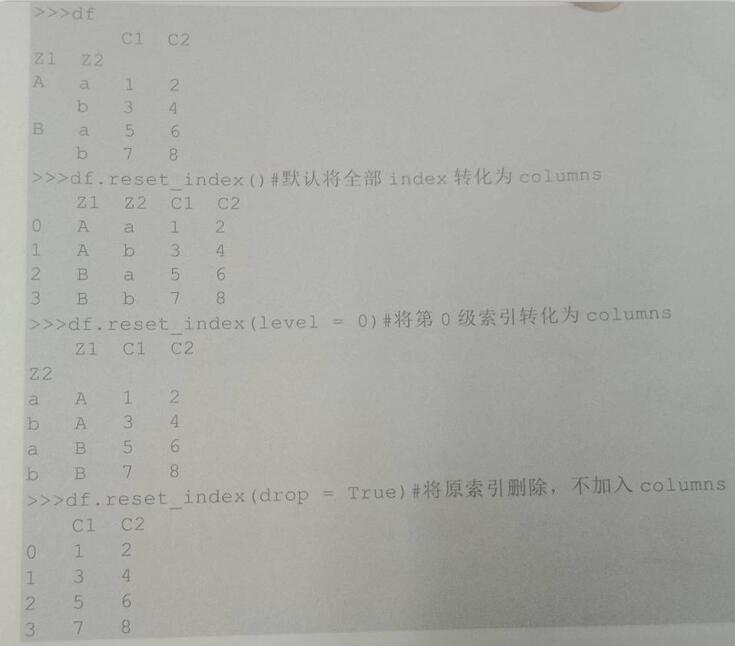 >>>df
C1 C2
Z1 Z2
A a 1 2
b 3 4
B a 5 6
b 7 8
>>>df.reset_index()#默认将全部 index 转化为 columns
Z1 Z2 C1 C2
0 A a 1 2
1 A b 3 4
2 B a 5 6
3 B b 7 8
>>>df.reset_index(level = 0)#将第 0 级索引转化为 columns
Z1 C1 C2
Z2
a A 1 2
b A 3 4
a B 5 6
b B 7 8
>>>df.reset_index(drop = True)#将原索引删除，不加入 columns
C1 C2
0 1 2
1 3 4
2 5 6
3 7 8